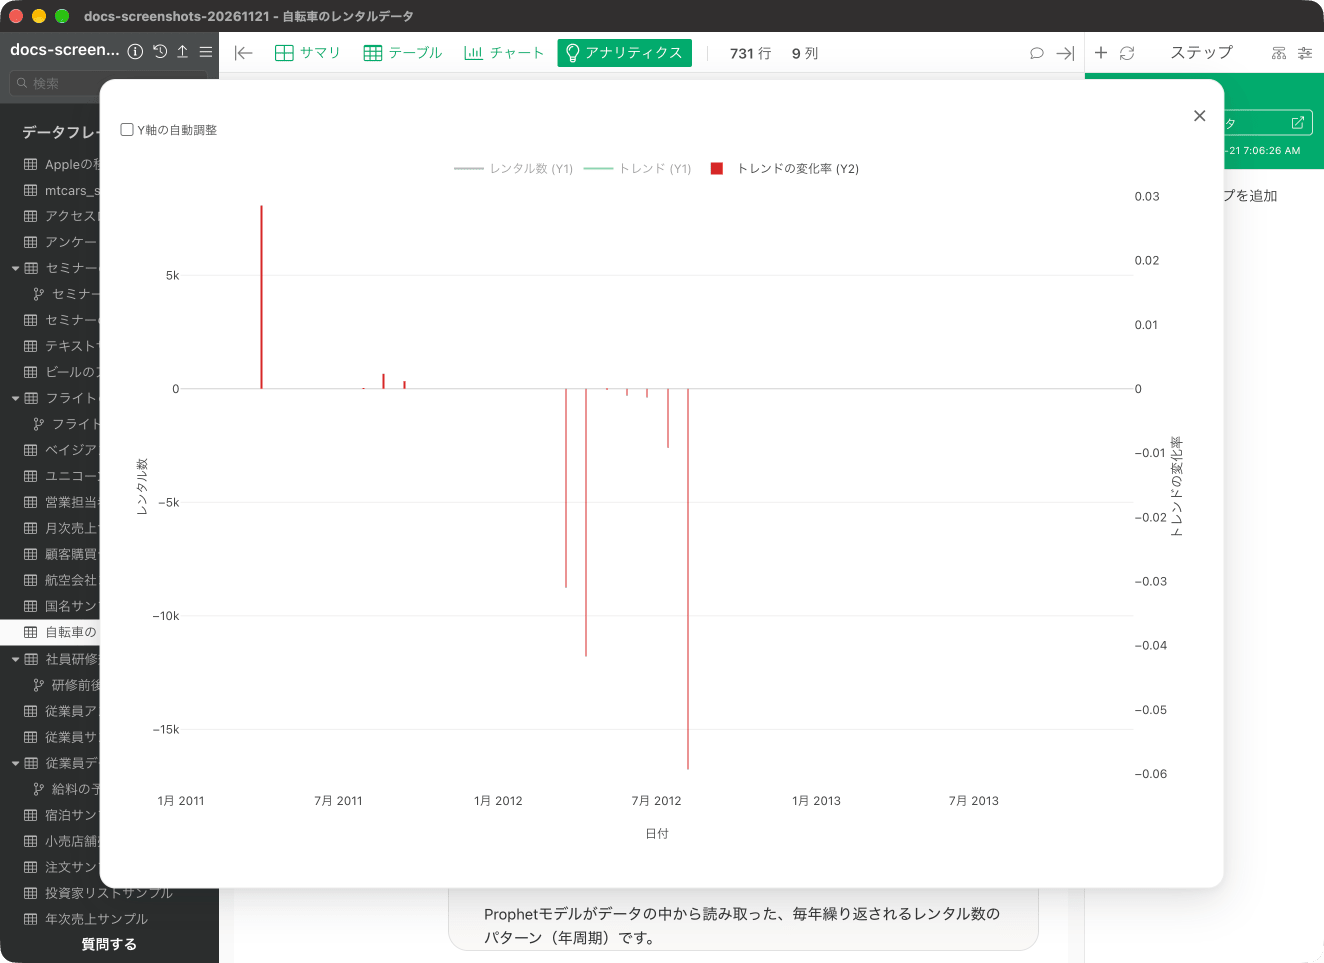 docs-screenshots-20261121 - 自転車のレンタルデータ
docs-screen...
検索
サマリ
テーブル
チャート
アナリティクス
731 行
9 列
ステップ
データフレー
Appleの
mtcars_s
アクセス
アンケー
セミナー
セミナー
セミナー
テキスト
ビールの
フライト
フライト
ベイジア
ユニコー
営業担当
月次売上
顧客購買
航空会社
国名サン
自転車の
社員研修
研修前後
従業員ア
従業員サ
従業員デ
給料の予
宿泊サン
小売店舗
注文サン
投資家リストサンプル
年次売上サンプル
質問する
タ
-21 7:06:26 AM
プを追加
Y軸の自動調整
レンタル数 (Y1)
トレンド (Y1)
トレンドの変化率 (Y2)
5k
0
−5k
−10k
−15k
レンタル数
0.03
0.02
0.01
0
−0.01
−0.02
−0.03
−0.04
−0.05
−0.06
トレンドの変化率
1月 2011
7月 2011
1月 2012
7月 2012
1月 2013
7月 2013
日付
Prophetモデルがデータの中から読み取った、毎年繰り返されるレンタル数の
パターン（年周期）です。